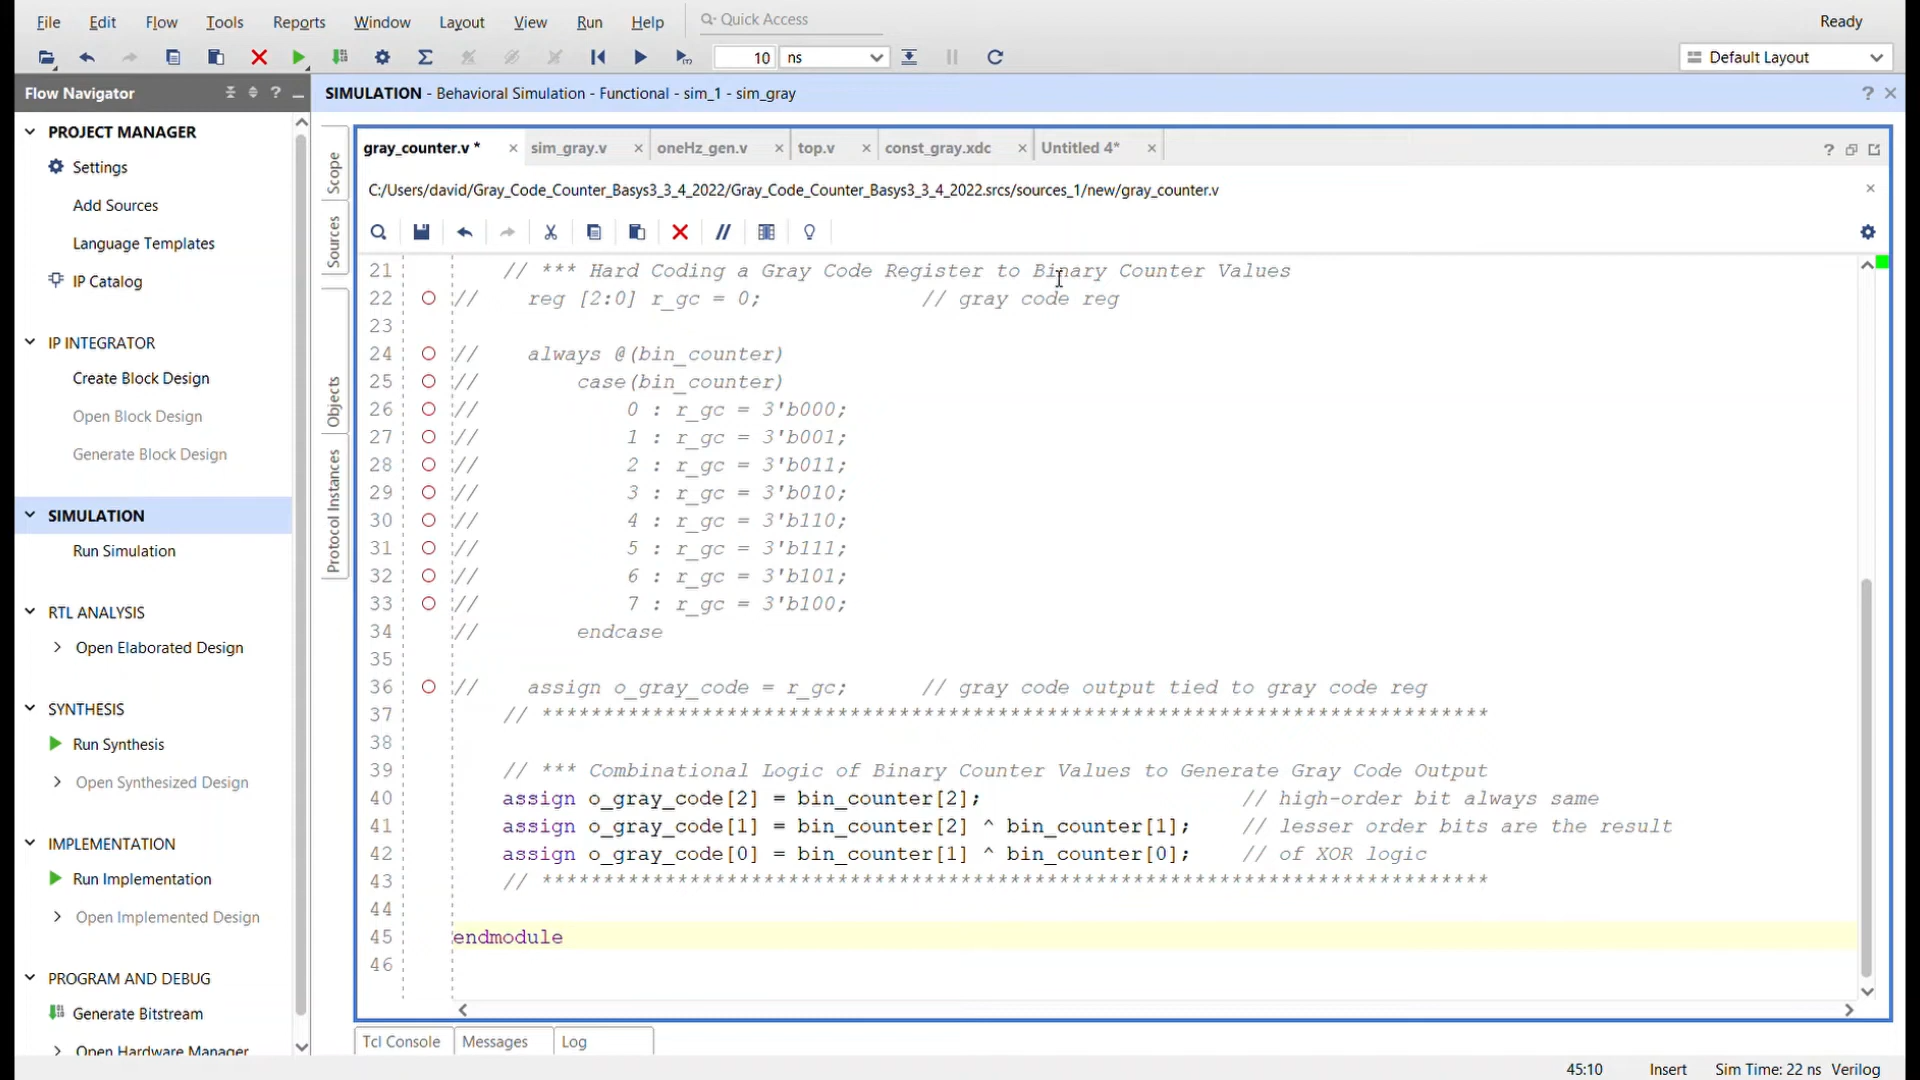 File Edit Flow Tools Reports Window Layout View Run Help Quick Access Ready
10 ns Default Layout
Flow Navigator ? _
SIMULATION - Behavioral Simulation - Functional - sim_1 - sim_gray
PROJECT MANAGER
Settings
Add Sources
Language Templates
IP Catalog
IP INTEGRATOR
Create Block Design
Open Block Design
Generate Block Design
SIMULATION
Run Simulation
RTL ANALYSIS
Open Elaborated Design
SYNTHESIS
Run Synthesis
Open Synthesized Design
IMPLEMENTATION
Run Implementation
Open Implemented Design
PROGRAM AND DEBUG
Generate Bitstream
Open Hardware Manager
Scope
Sources
Objects
Protocol Instances
gray_counter.v * sim_gray.v oneHz_gen.v top.v const_gray.xdc Untitled 4*
C:/Users/david/Gray_Code_Counter_Basys3_3_4_2022/Gray_Code_Counter_Basys3_3_4_2022.srcs/sources_1/new/gray_counter.v
21 // *** Hard Coding a Gray Code Register to Binary Counter Values
22 // reg [2:0] r_gc = 0; // gray code reg
23
24 // always @(bin_counter)
25 // case(bin_counter)
26 // 0 : r_gc = 3'b000;
27 // 1 : r_gc = 3'b001;
28 // 2 : r_gc = 3'b011;
29 // 3 : r_gc = 3'b010;
30 // 4 : r_gc = 3'b110;
31 // 5 : r_gc = 3'b111;
32 // 6 : r_gc = 3'b101;
33 // 7 : r_gc = 3'b100;
34 // endcase
35
36 // assign o_gray_code = r_gc; // gray code output tied to gray code reg
37 // *****************************************************************************
38
39 // *** Combinational Logic of Binary Counter Values to Generate Gray Code Output
40 assign o_gray_code[2] = bin_counter[2]; // high-order bit always same
41 assign o_gray_code[1] = bin_counter[2] ^ bin_counter[1]; // lesser order bits are the result
42 assign o_gray_code[0] = bin_counter[1] ^ bin_counter[0]; // of XOR logic
43 // *****************************************************************************
44
45 endmodule
46
Tcl Console Messages Log
45:10 Insert Sim Time: 22 ns Verilog